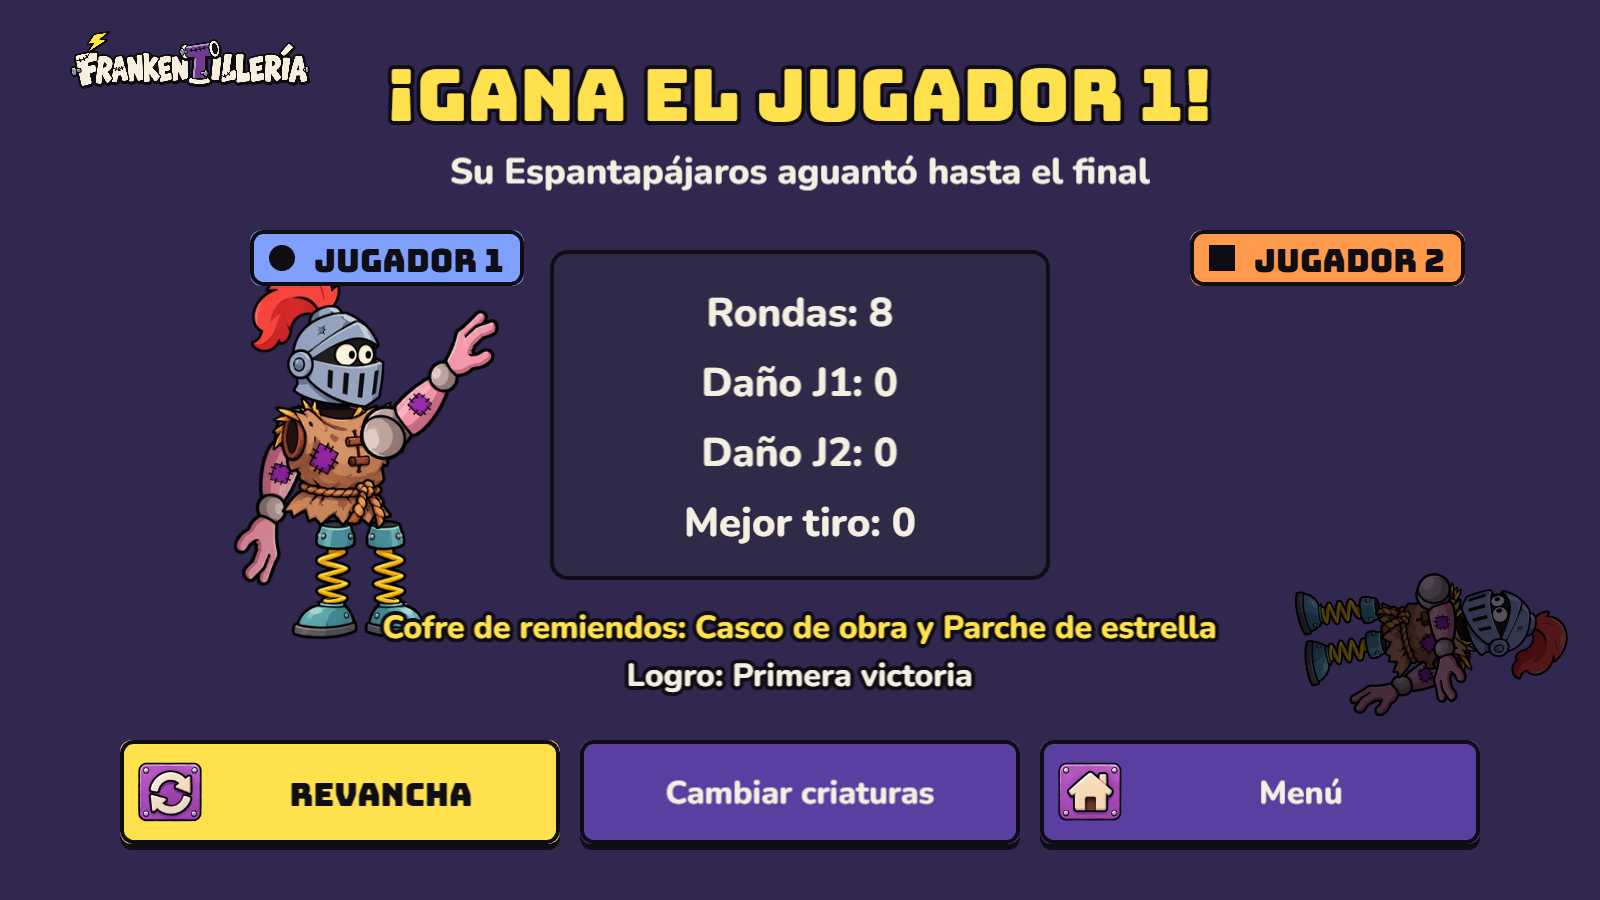 FRANKENTILLERÍA
¡GANA EL JUGADOR 1!
Su Espantapájaros aguantó hasta el final
JUGADOR 1
JUGADOR 2
Rondas: 8
Daño J1: 0
Daño J2: 0
Mejor tiro: 0
Cofre de remiendos: Casco de obra y Parche de estrella
Logro: Primera victoria
REVANCHA
Cambiar criaturas
Menú